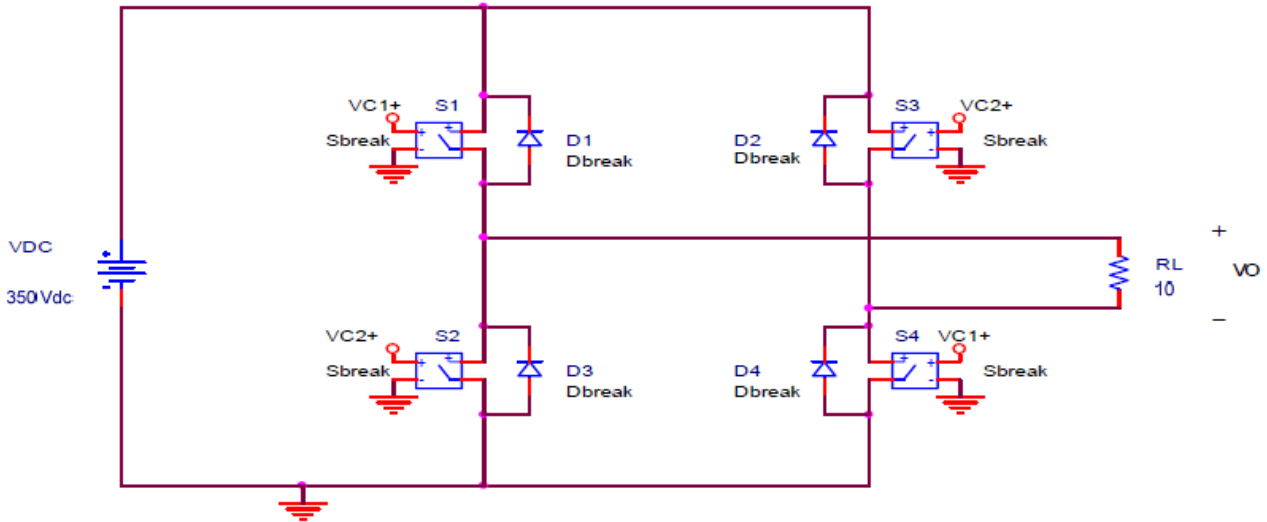 VC1+ S1
Sbreak
D1
Dbreak
D2
Dbreak
S3 VC2+
Sbreak
VDC
350Vdc
+
RL
10
VO
–
VC2+ S2
Sbreak
D3
Dbreak
D4
Dbreak
S4 VC1+
Sbreak